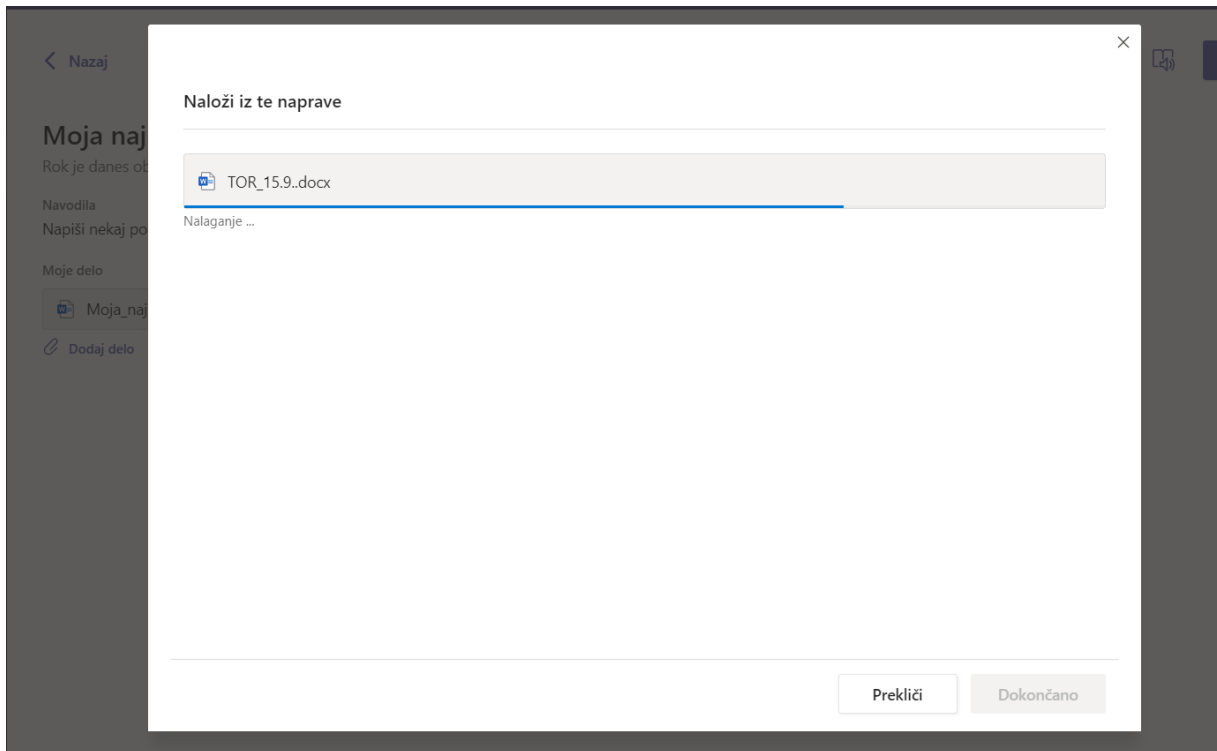 Nazaj
Naloži iz te naprave
Moja naj
Rok je danes ob
TOR_15.9..docx
Navodila
Nalaganje ...
Napiši nekaj po
Moje delo
Moja_naj
Dodaj delo
Prekliči
Dokončano